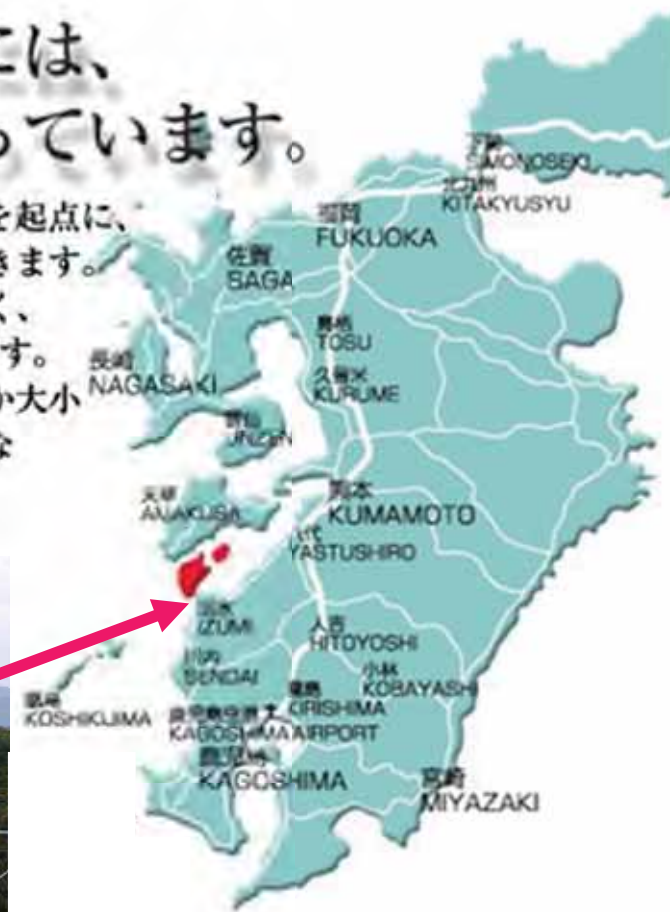 には、
っています。
を起点に、
きます。
く、
す。
か大小
な
下関
SIMONOSEKI
北九州
KITAKYUSYU
福岡
FUKUOKA
佐賀
SAGA
鳥栖
TOSU
久留米
KURUME
長崎
NAGASAKI
雲仙
UNZEN
天草
AMAKUSA
熊本
KUMAMOTO
八代
YASTUSHIRO
出水
IZUMI
人吉
HITOYOSHI
川内
SENDAI
小林
KOBAYASHI
霧島
KIRISHIMA
KOSHIKIJIMA
鹿児島空港
KAGOSHIMA AIRPORT
鹿児島
KAGOSHIMA
宮崎
MIYAZAKI